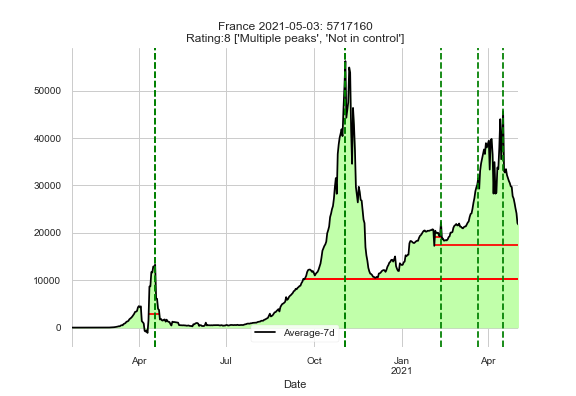 France 2021-05-03: 5717160
Rating:8 ['Multiple peaks', 'Not in control']
50000
40000
30000
20000
10000
0
Average-7d
Apr Jul Oct Jan Apr
2021
Date